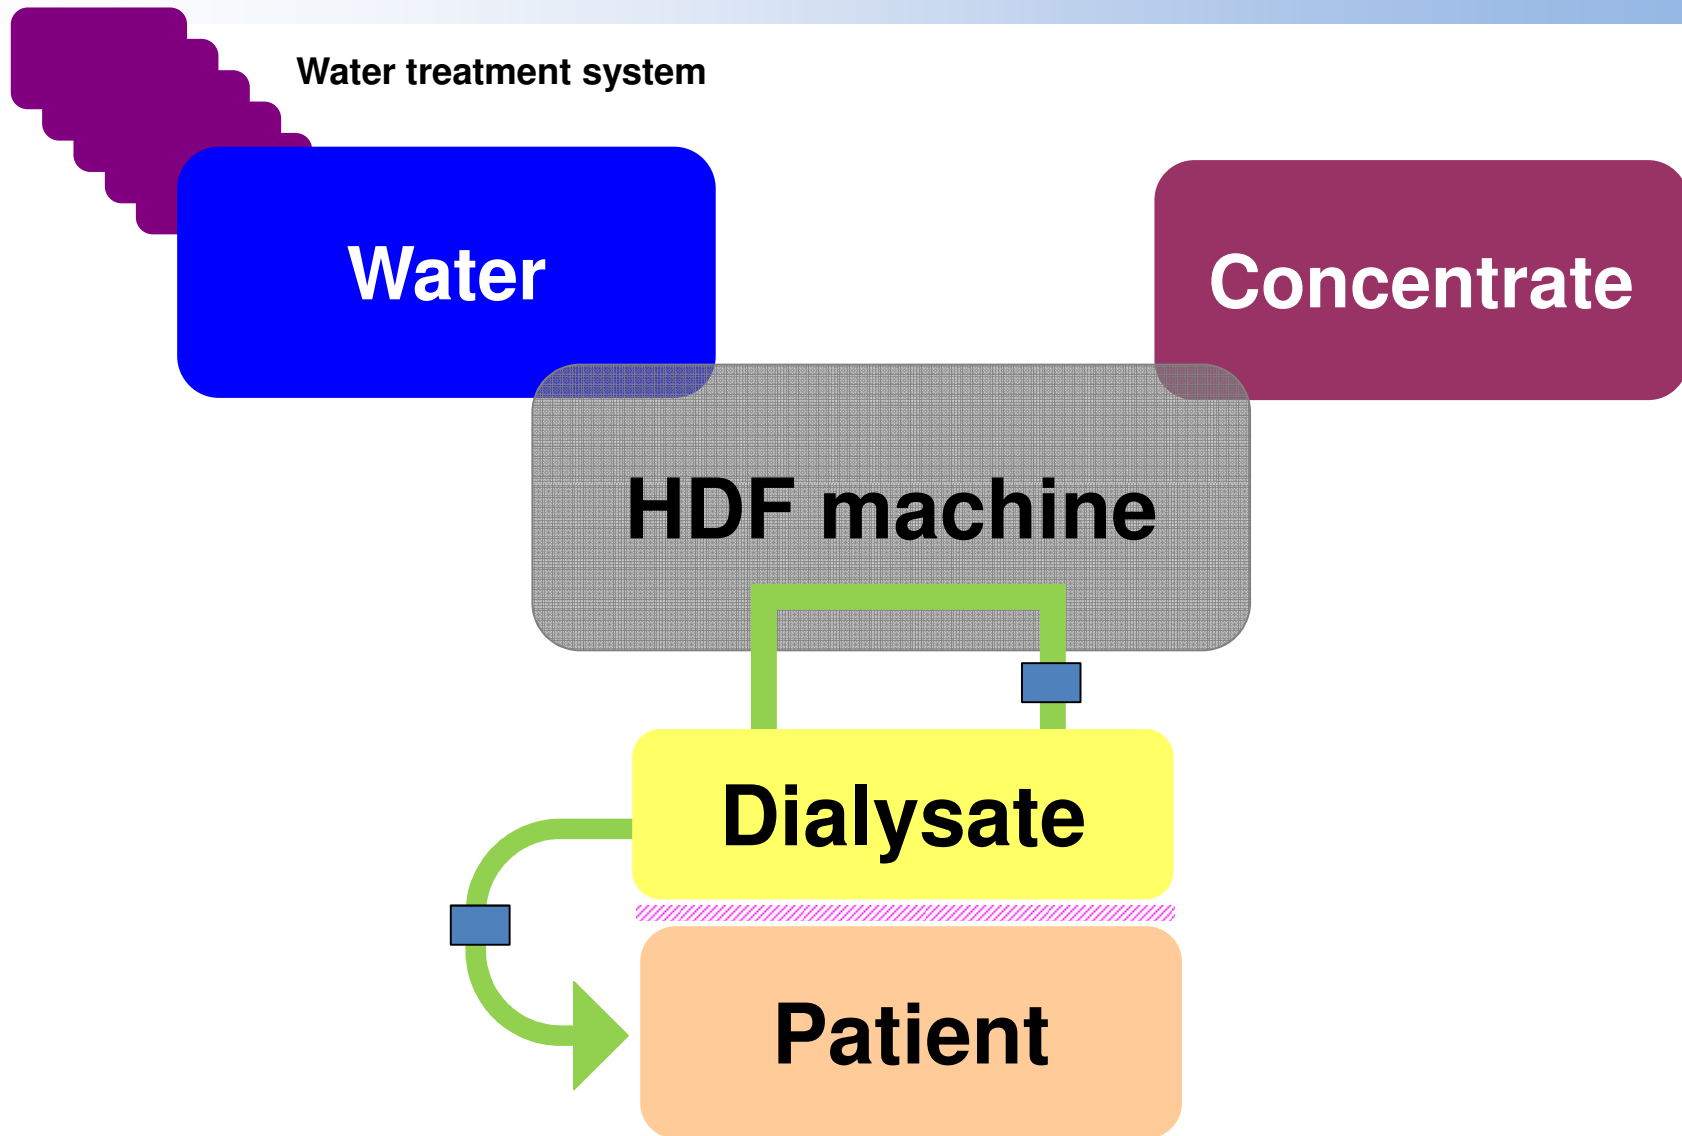 Water treatment system
Water
Concentrate
HDF machine
Dialysate
Patient